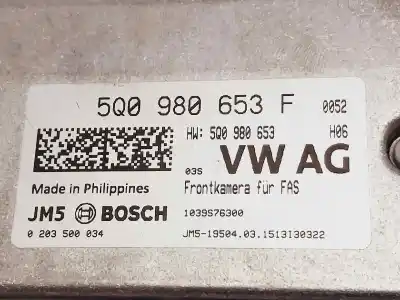 5Q0 980 653 F 0052
HW: 5Q0 980 653 H06
03S VW AG
Made in Philippines Frontkamera für FAS
JM5 BOSCH 1039S76300
0 203 500 034 JM5-19504.03.1513130322